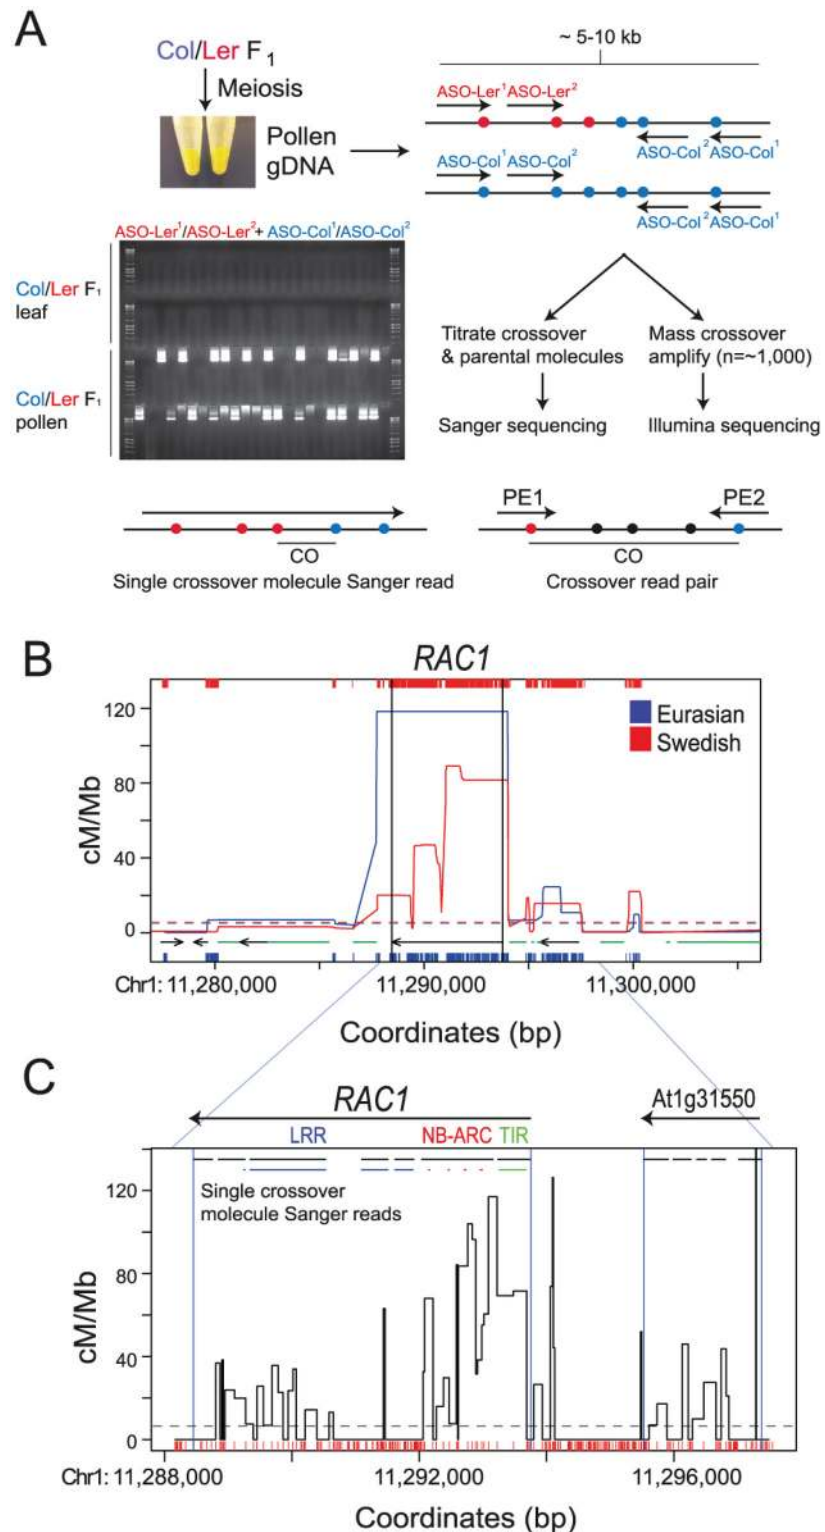 A
Col/Ler F1
Meiosis
Pollen
gDNA
~ 5-10 kb
ASO-Ler1 ASO-Ler2
ASO-Col2 ASO-Col1
ASO-Col1 ASO-Col2
ASO-Col2 ASO-Col1
ASO-Ler1/ASO-Ler2+ ASO-Col1/ASO-Col2
Col/Ler F1
leaf
Col/Ler F1
pollen
Titrate crossover
& parental molecules
Mass crossover
amplify (n=~1,000)
Sanger sequencing
Illumina sequencing
CO
Single crossover molecule Sanger read
PE1
PE2
CO
Crossover read pair
B
RAC1
Eurasian
Swedish
cM/Mb
120
80
40
0
Chr1: 11,280,000
11,290,000
11,300,000
Coordinates (bp)
C
RAC1
At1g31550
LRR
NB-ARC
TIR
Single crossover
molecule Sanger reads
cM/Mb
120
80
40
0
Chr1: 11,288,000
11,292,000
11,296,000
Coordinates (bp)